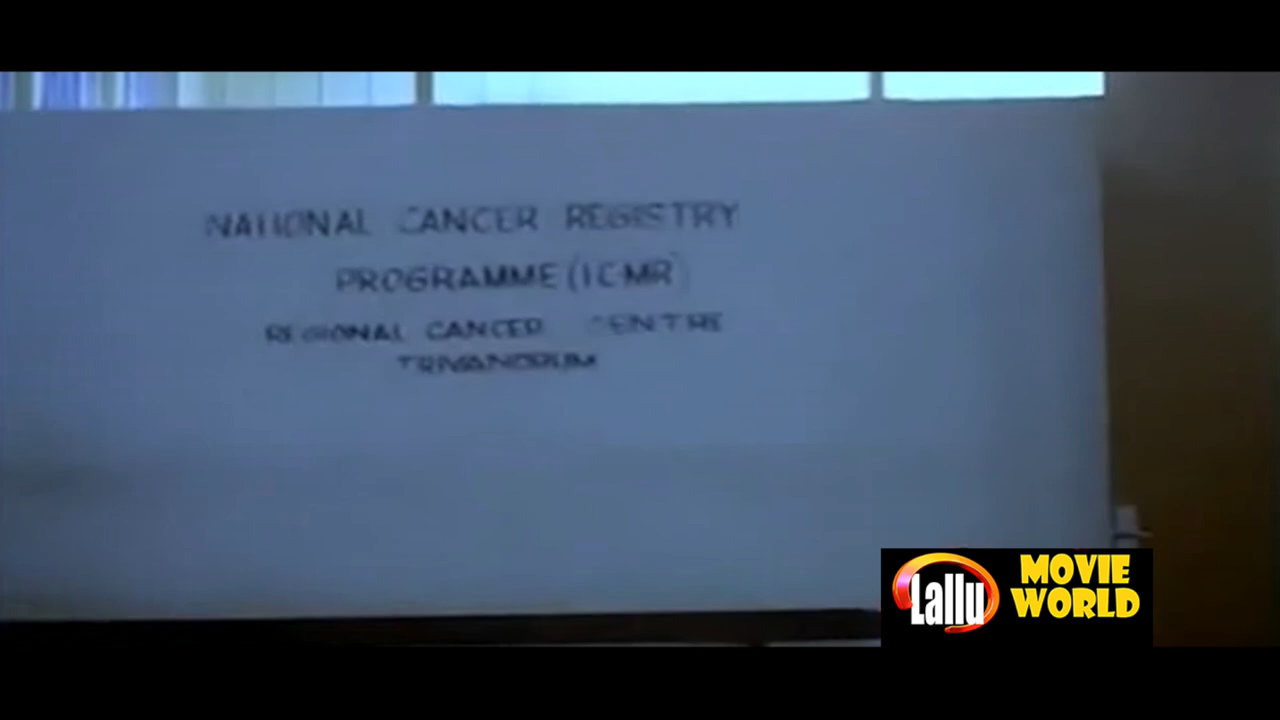 NATIONAL CANCER REGISTRY
PROGRAMME (ICMR)
REGIONAL CANCER CENTRE
TRIVANDRUM
Lallu
MOVIE
WORLD